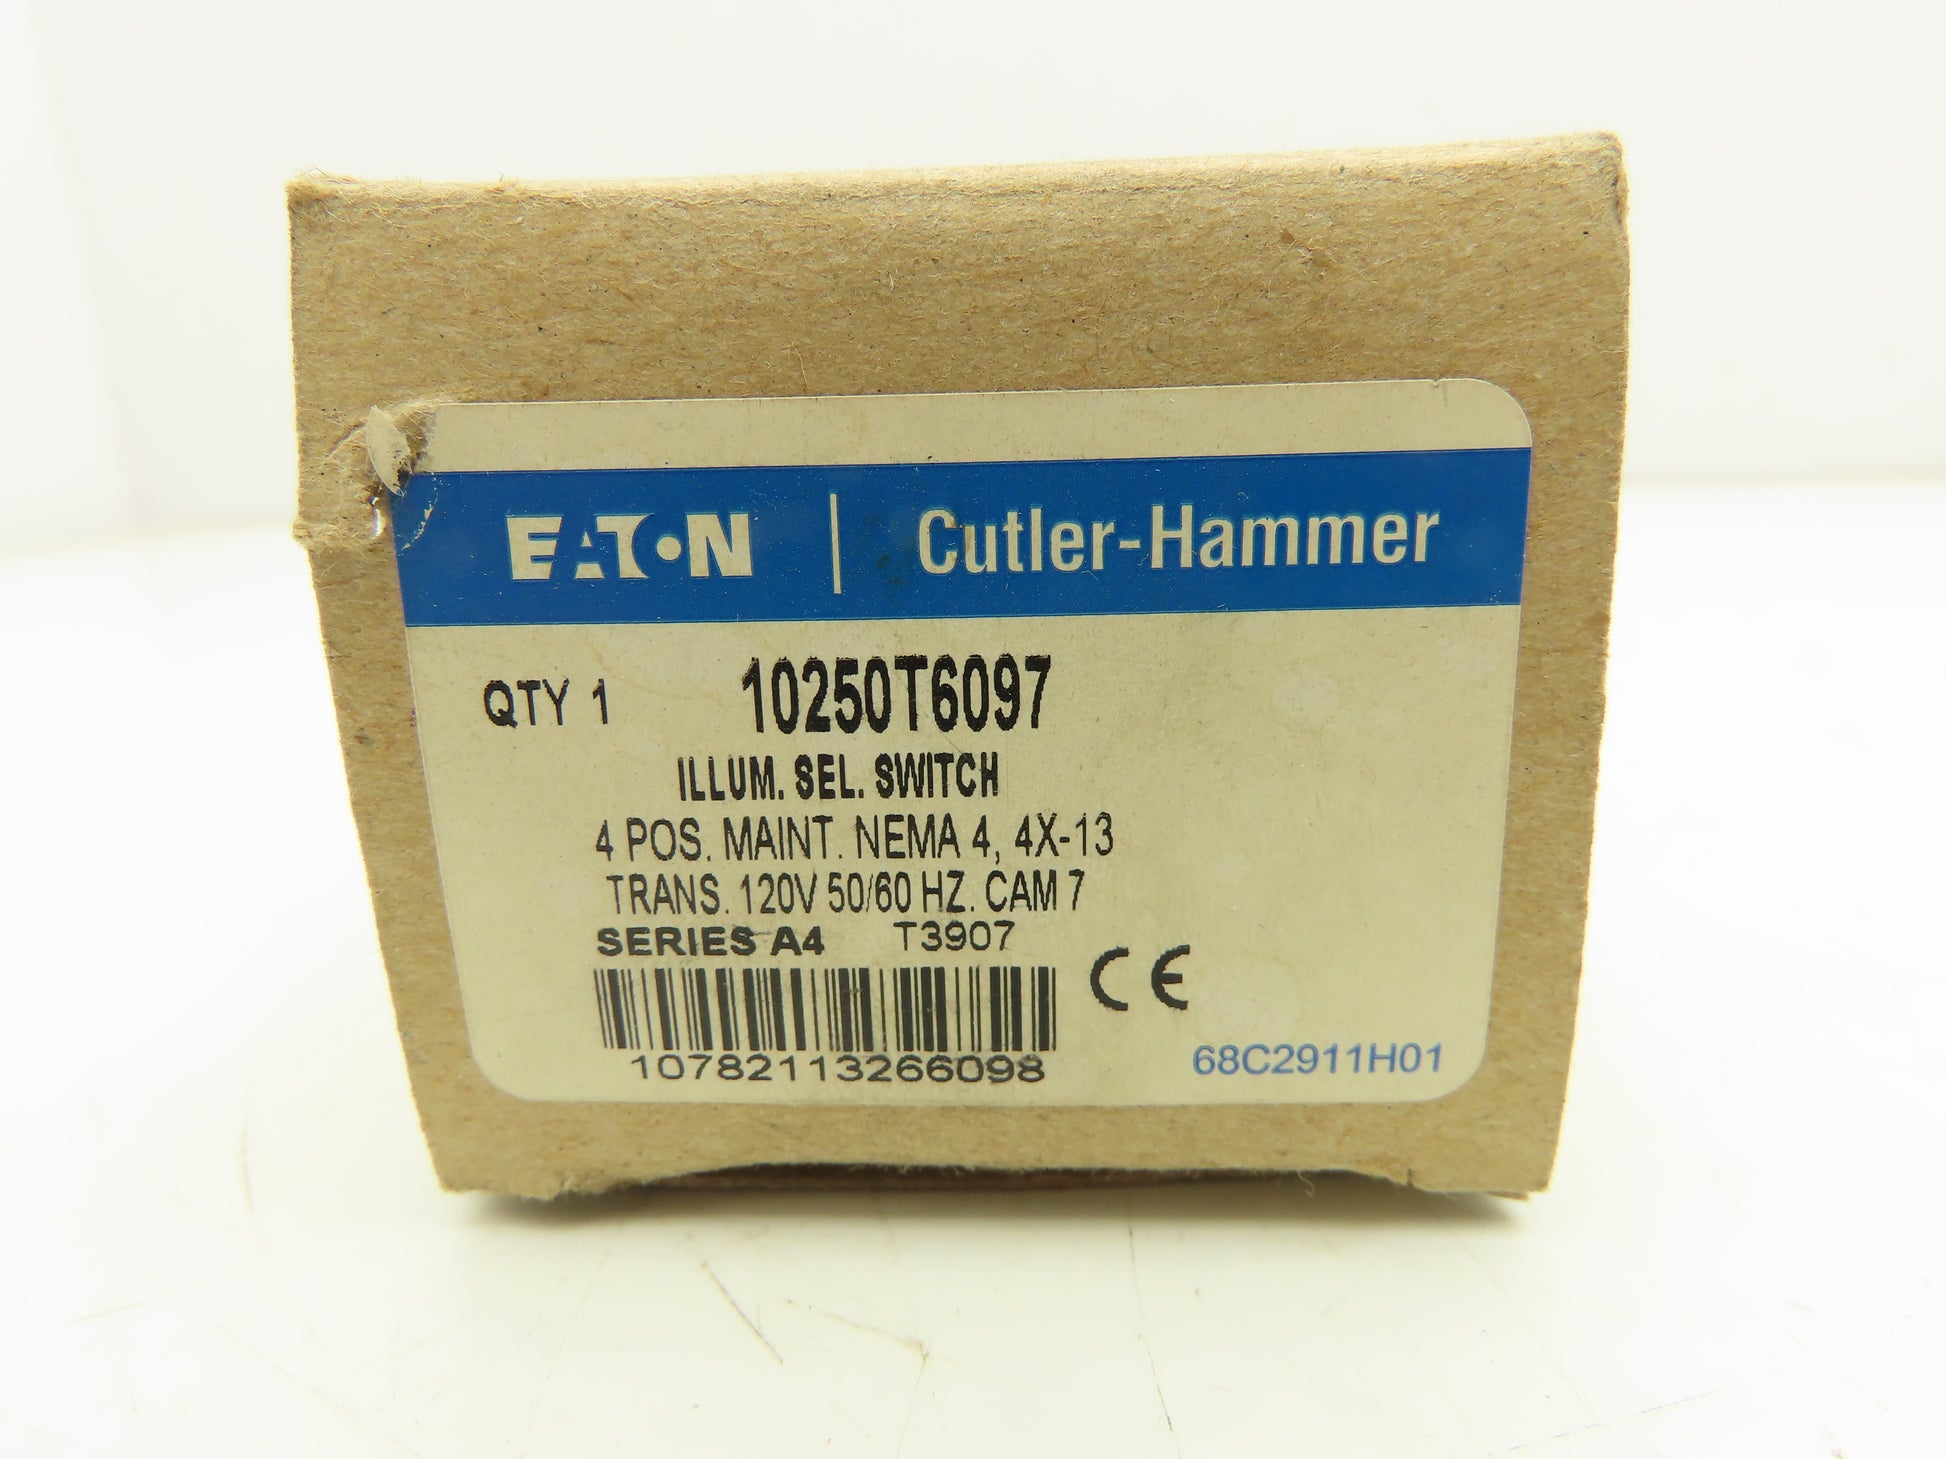 EATON | Cutler-Hammer
QTY 1 10250T6097
ILLUM. SEL. SWITCH
4 POS. MAINT. NEMA 4, 4X-13
TRANS. 120V 50/60 HZ. CAM 7
SERIES A4 T3907
CE
10782113266098
68C2911H01